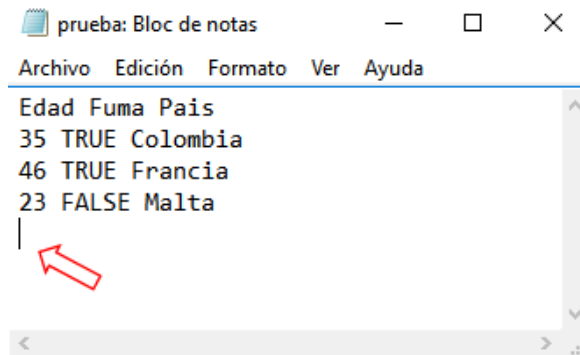 prueba: Bloc de notas
Archivo Edición Formato Ver Ayuda
Edad Fuma Pais
35 TRUE Colombia
46 TRUE Francia
23 FALSE Malta